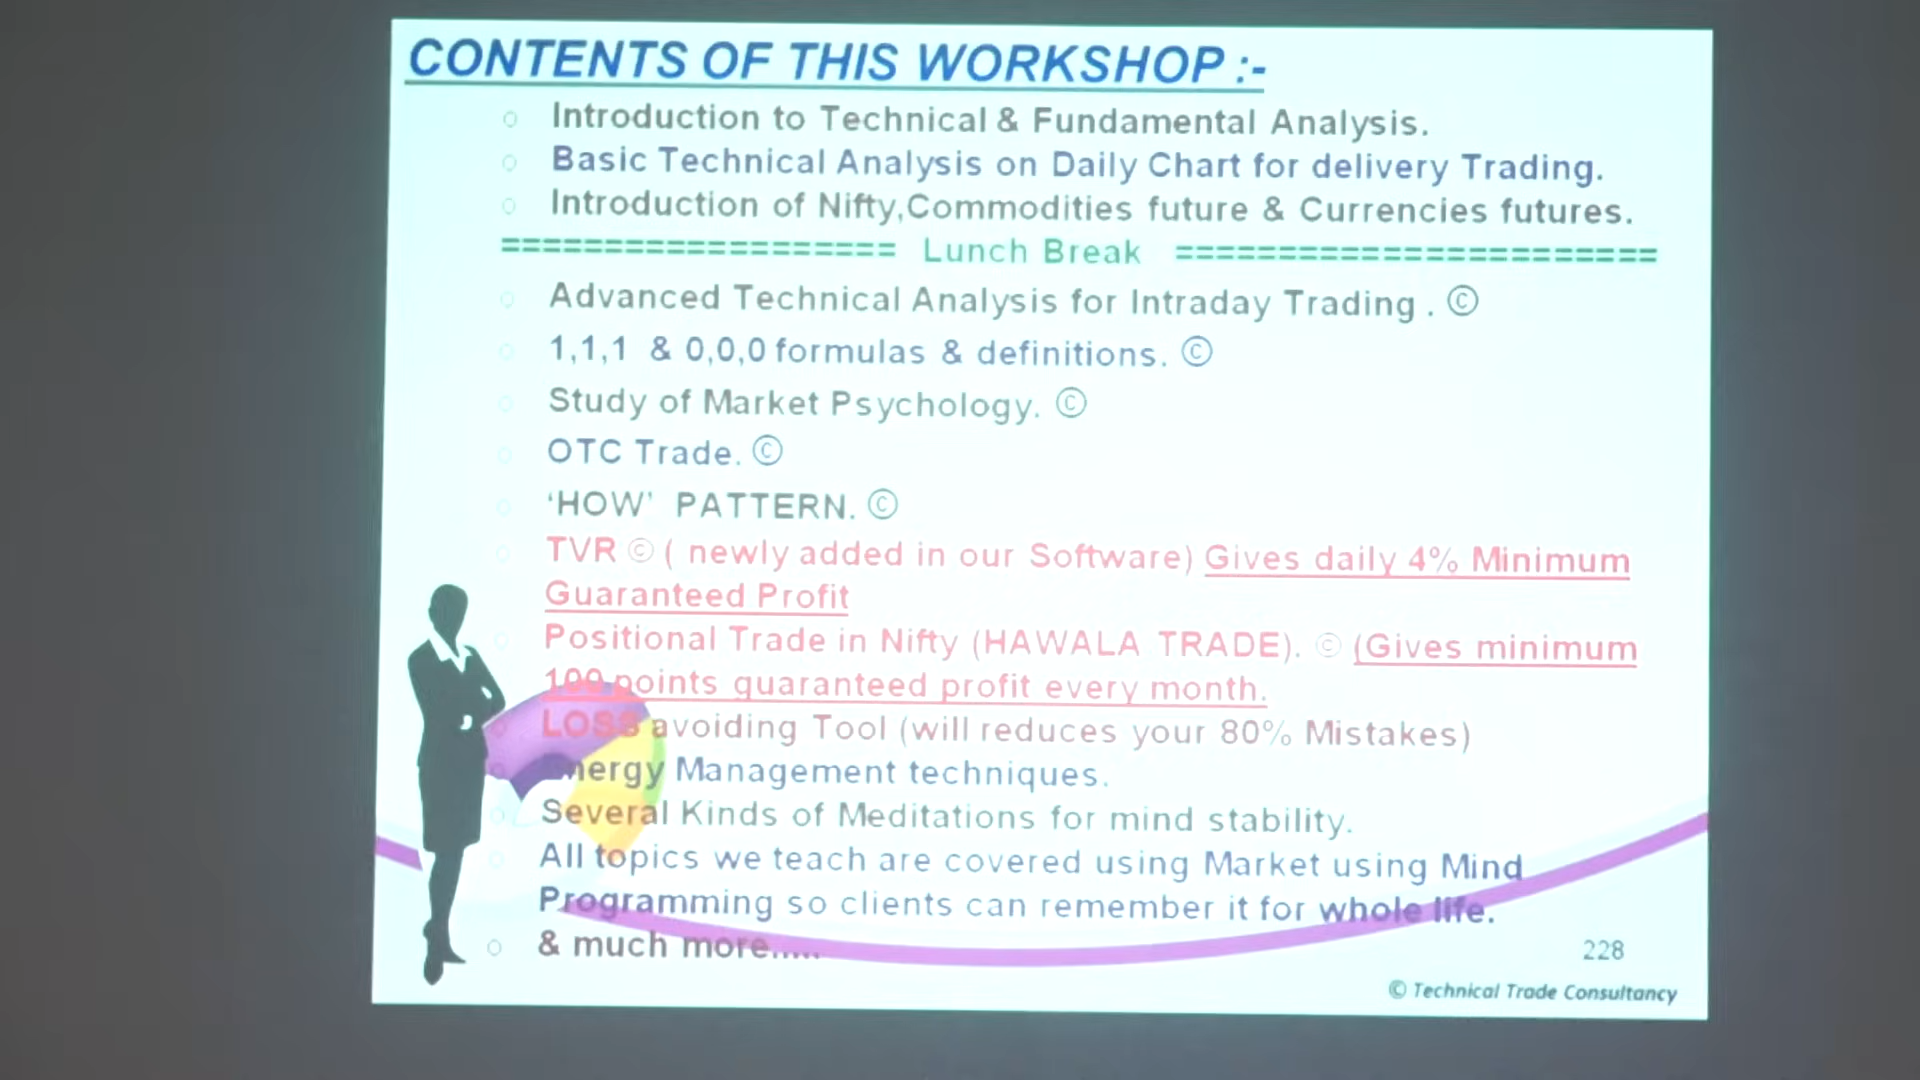 CONTENTS OF THIS WORKSHOP :-
Introduction to Technical & Fundamental Analysis.
Basic Technical Analysis on Daily Chart for delivery Trading.
Introduction of Nifty,Commodities future & Currencies futures.
=================== Lunch Break =======================
Advanced Technical Analysis for Intraday Trading . ©
1,1,1 & 0,0,0 formulas & definitions. ©
Study of Market Psychology. ©
OTC Trade. ©
‘HOW’ PATTERN. ©
TVR © ( newly added in our Software) Gives daily 4% Minimum
Guaranteed Profit
Positional Trade in Nifty (HAWALA TRADE). © (Gives minimum
100 points guaranteed profit every month.
LOSS avoiding Tool (will reduces your 80% Mistakes)
Energy Management techniques.
Several Kinds of Meditations for mind stability.
All topics we teach are covered using Market using Mind
Programming so clients can remember it for whole life.
& much more.....
228
© Technical Trade Consultancy